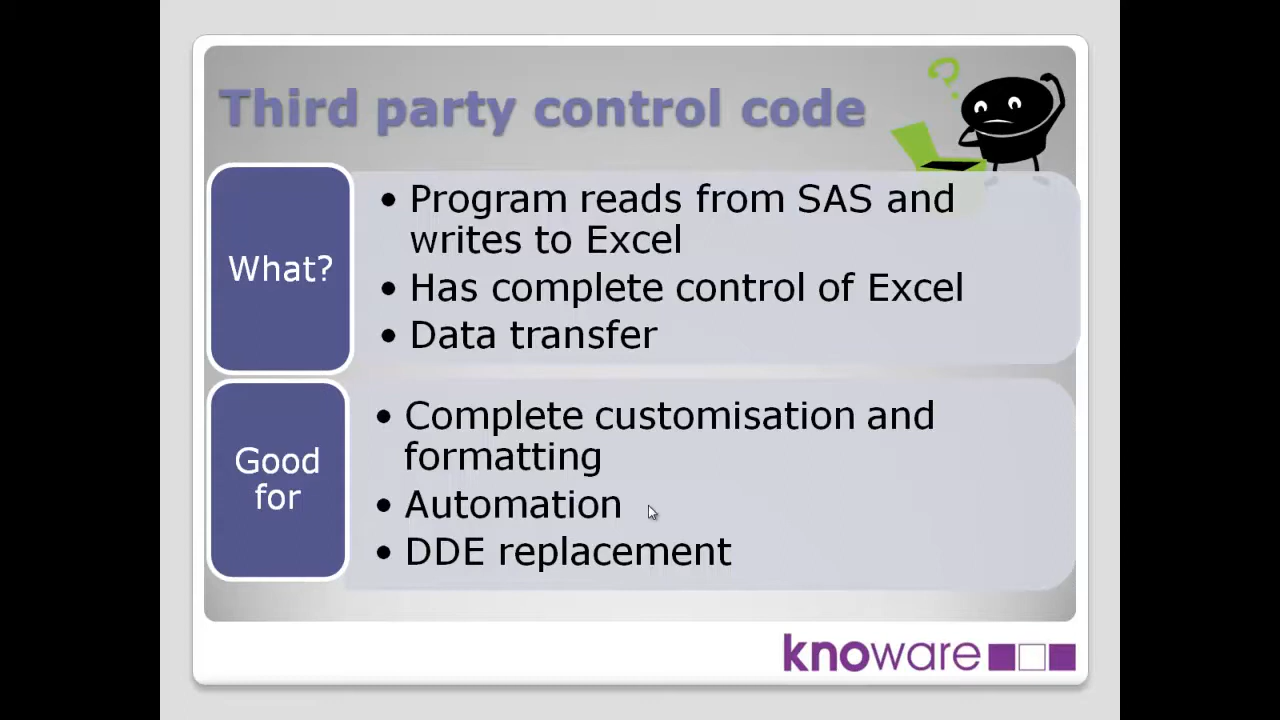 Third party control code
What?
• Program reads from SAS and
writes to Excel
• Has complete control of Excel
• Data transfer
Good
for
• Complete customisation and
formatting
• Automation
• DDE replacement
knoware